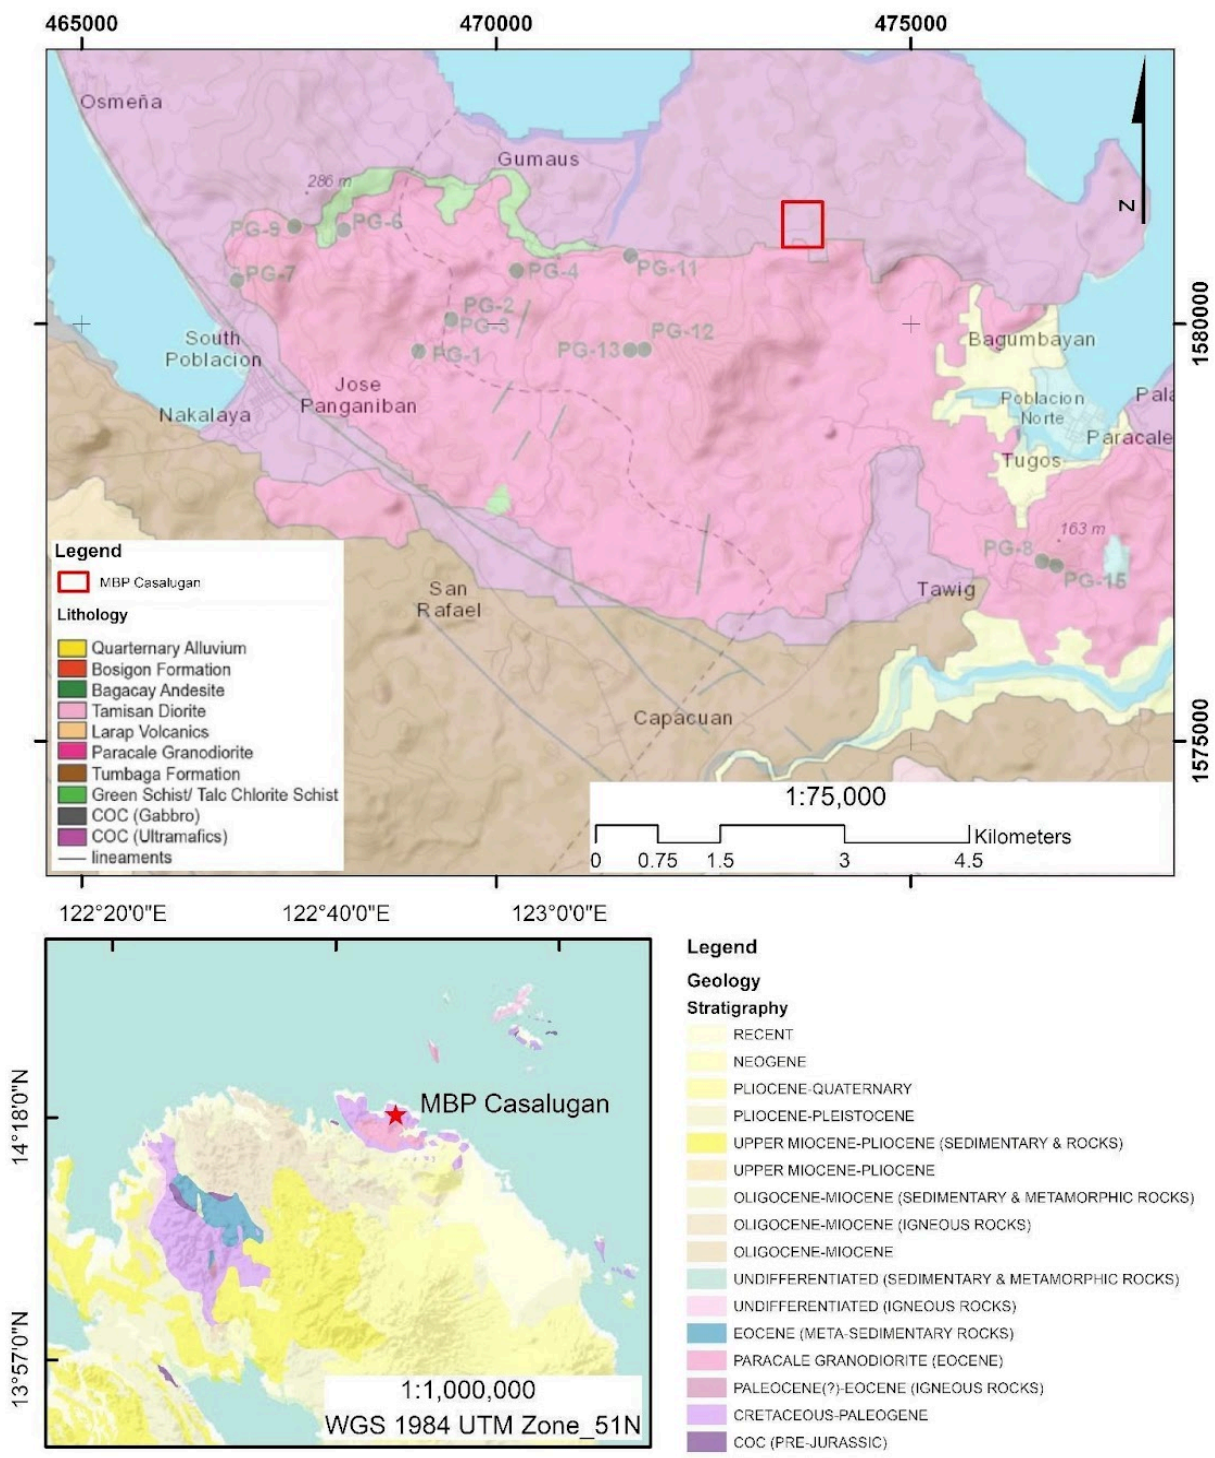 465000
470000
475000
Osmeña
Gumaus
286 m
PG-9
PG-6
PG-7
PG-4
PG-11
N
PG-2
PG-3
PG-1
PG-12
PG-13
1580000
South
Poblacion
Bagumbayan
Jose
Panganiban
Nakalaya
Poblacion
Norte
Pala
Paracale
Tugos
163 m
PG-8
PG-15
San
Rafael
Tawig
Capacuan
1575000
Legend
MBP Casalugan
Lithology
Quarternary Alluvium
Bosigon Formation
Bagacay Andesite
Tamisan Diorite
Larap Volcanics
Paracale Granodiorite
Tumbaga Formation
Green Schist/ Talc Chlorite Schist
COC (Gabbro)
COC (Ultramafics)
lineaments
1:75,000
Kilometers
0 0.75 1.5 3 4.5
122°20'0"E 122°40'0"E 123°0'0"E
14°18'0"N
13°57'0"N
MBP Casalugan
1:1,000,000
WGS 1984 UTM Zone_51N
Legend
Geology
Stratigraphy
RECENT
NEOGENE
PLIOCENE-QUATERNARY
PLIOCENE-PLEISTOCENE
UPPER MIOCENE-PLIOCENE (SEDIMENTARY & ROCKS)
UPPER MIOCENE-PLIOCENE
OLIGOCENE-MIOCENE (SEDIMENTARY & METAMORPHIC ROCKS)
OLIGOCENE-MIOCENE (IGNEOUS ROCKS)
OLIGOCENE-MIOCENE
UNDIFFERENTIATED (SEDIMENTARY & METAMORPHIC ROCKS)
UNDIFFERENTIATED (IGNEOUS ROCKS)
EOCENE (META-SEDIMENTARY ROCKS)
PARACALE GRANODIORITE (EOCENE)
PALEOCENE(?)-EOCENE (IGNEOUS ROCKS)
CRETACEOUS-PALEOGENE
COC (PRE-JURASSIC)